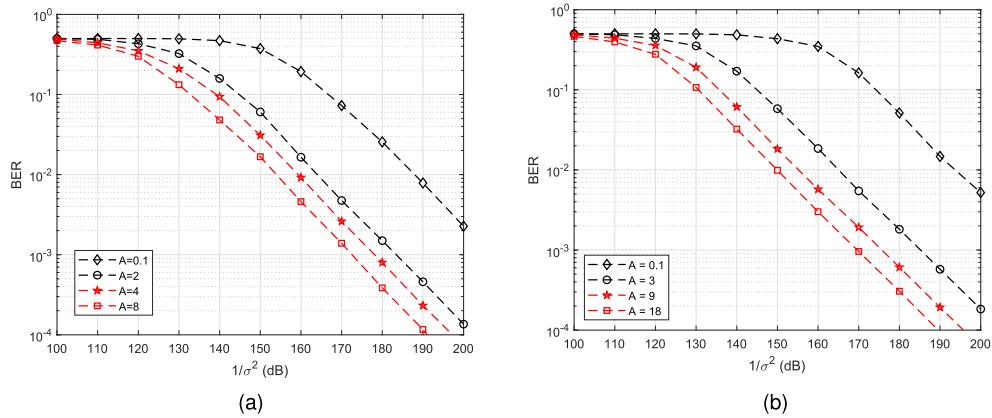 10^0
10^-1
10^-2
10^-3
10^-4
BER
A=0.1
A=2
A=4
A=8
100 110 120 130 140 150 160 170 180 190 200
1/σ^2 (dB)
(a)
10^0
10^-1
10^-2
10^-3
10^-4
BER
A = 0.1
A = 3
A = 9
A = 18
100 110 120 130 140 150 160 170 180 190 200
1/σ^2 (dB)
(b)